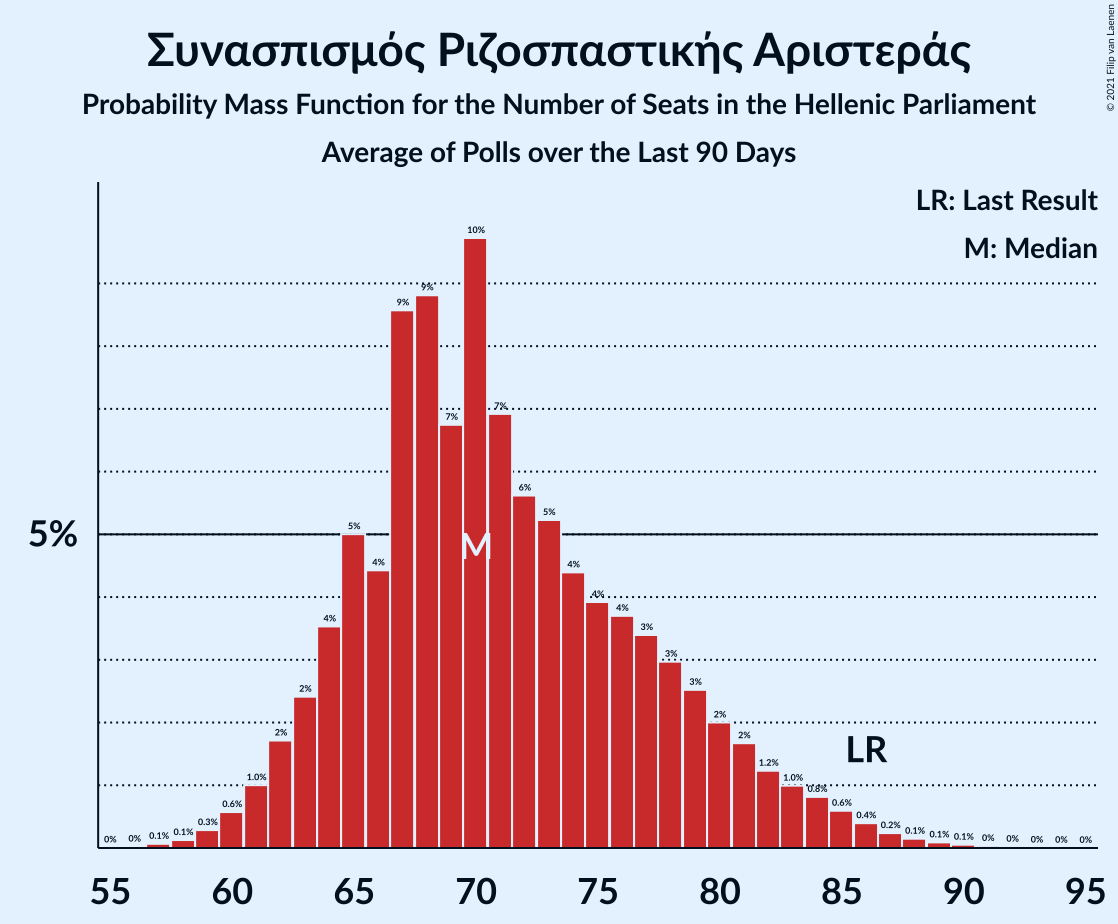 Συνασπισμός Ριζοσπαστικής Αριστεράς
Probability Mass Function for the Number of Seats in the Hellenic Parliament
Average of Polls over the Last 90 Days
© 2021 Filip van Laenen
LR: Last Result
M: Median
5%
0% 0% 0.1% 0.1% 0.3% 0.6% 1.0% 2% 2% 4% 5% 4% 9% 9% 7% 10% 7% 6% 5% 4% 4% 4% 3% 3% 3% 2% 2% 1.2% 1.0% 0.8% 0.6% 0.4% 0.2% 0.1% 0.1% 0.1% 0% 0% 0% 0% 0%
M
LR
55 60 65 70 75 80 85 90 95